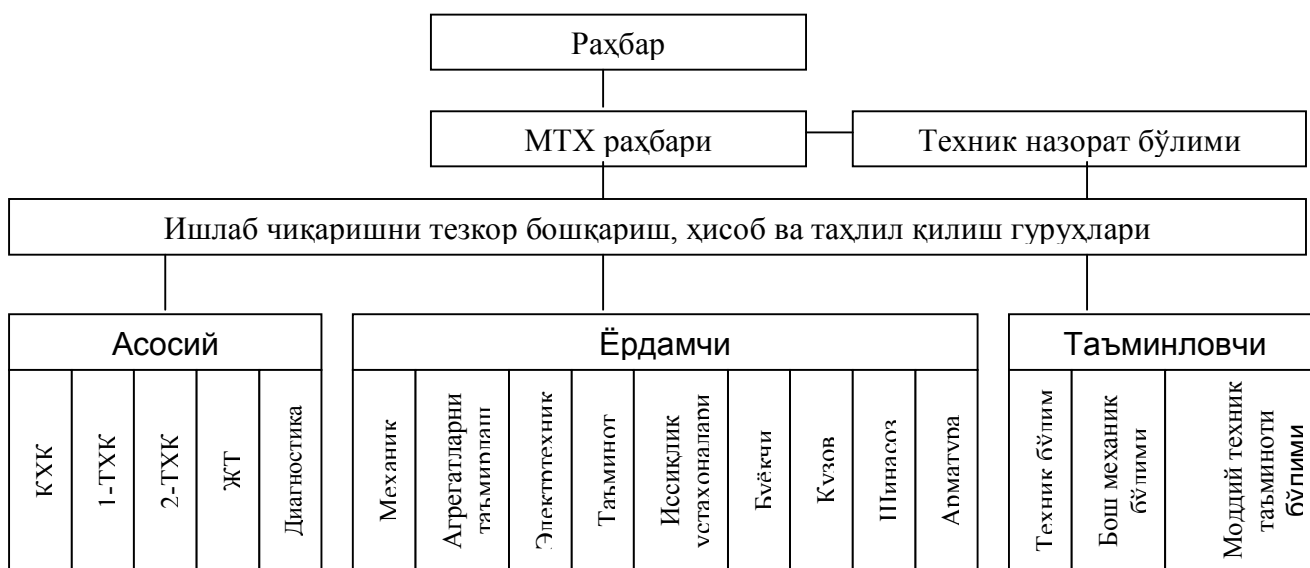 Раҳбар
МТХ раҳбари
Техник назорат бўлими
Ишлаб чиқаришни тезкор бошқариш, ҳисоб ва таҳлил қилиш гуруҳлари
Асосий
Ёрдамчи
Таъминловчи
КХК
1-ТХК
2-ТХК
ЖТ
Диагностика
Механик
Агрегатларни
таъмирлаш
Электртехник
Таъминот
Иссиқлик
устахоналари
Буёқчи
Кузов
Шинасоз
Арматура
Техник бўлим
Бош механик
бўлими
Моддий техник
таъминоти
бўлими